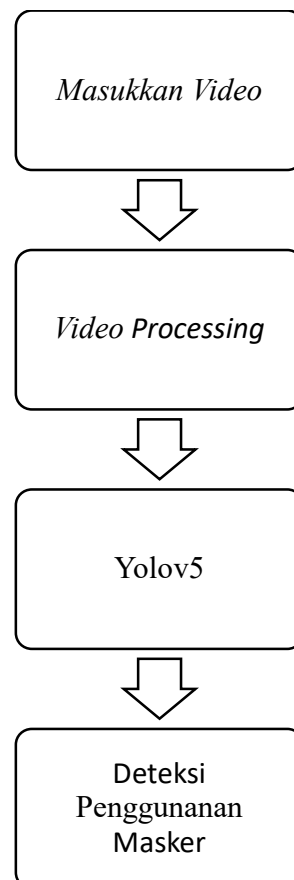 Masukkan Video
Video Processing
Yolov5
Deteksi
Penggunanan
Masker